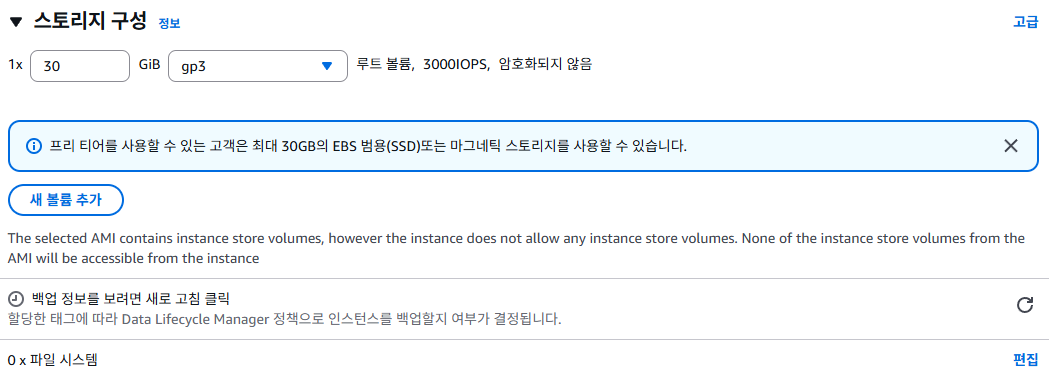 스토리지 구성 정보 고급
1x 30 GiB gp3 루트 볼륨, 3000IOPS, 암호화되지 않음
프리 티어를 사용할 수 있는 고객은 최대 30GB의 EBS 범용(SSD)또는 마그네틱 스토리지를 사용할 수 있습니다.
새 볼륨 추가
The selected AMI contains instance store volumes, however the instance does not allow any instance store volumes. None of the instance store volumes from the
AMI will be accessible from the instance
백업 정보를 보려면 새로 고침 클릭
할당한 태그에 따라 Data Lifecycle Manager 정책으로 인스턴스를 백업할지 여부가 결정됩니다.
0 x 파일 시스템 편집